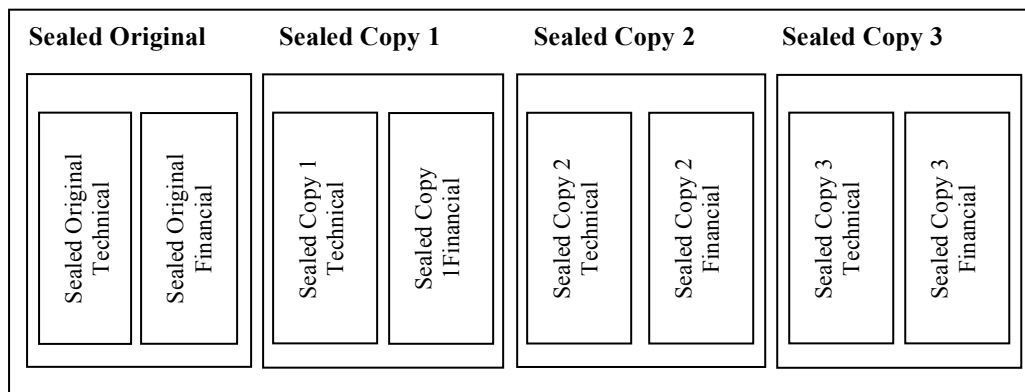 Sealed Original
Sealed Copy 1
Sealed Copy 2
Sealed Copy 3
Sealed Original
Technical
Sealed Original
Financial
Sealed Copy 1
Technical
Sealed Copy
1Financial
Sealed Copy 2
Technical
Sealed Copy 2
Financial
Sealed Copy 3
Technical
Sealed Copy 3
Financial